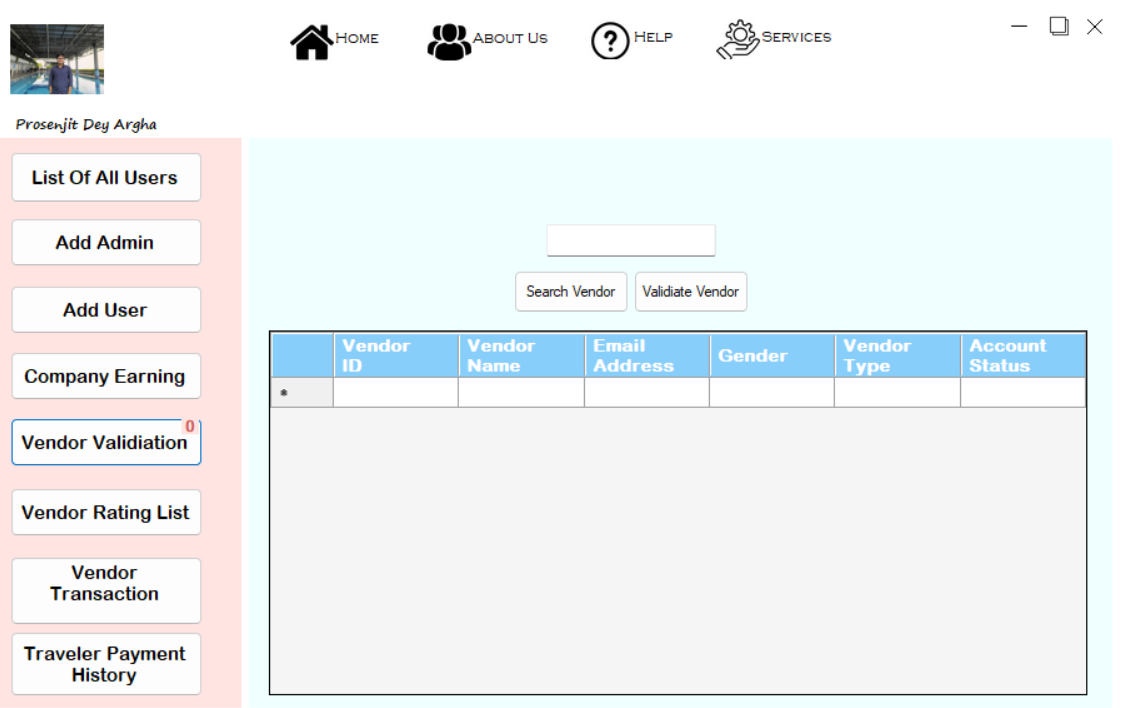 Home
About Us
Help
Services
Prosenjit Dey Argha
List Of All Users
Add Admin
Add User
Company Earning
0
Vendor Validiation
Vendor Rating List
Vendor
Transaction
Traveler Payment
History
Search Vendor
Validiate Vendor
Vendor
ID
Vendor
Name
Email
Address
Gender
Vendor
Type
Account
Status
*